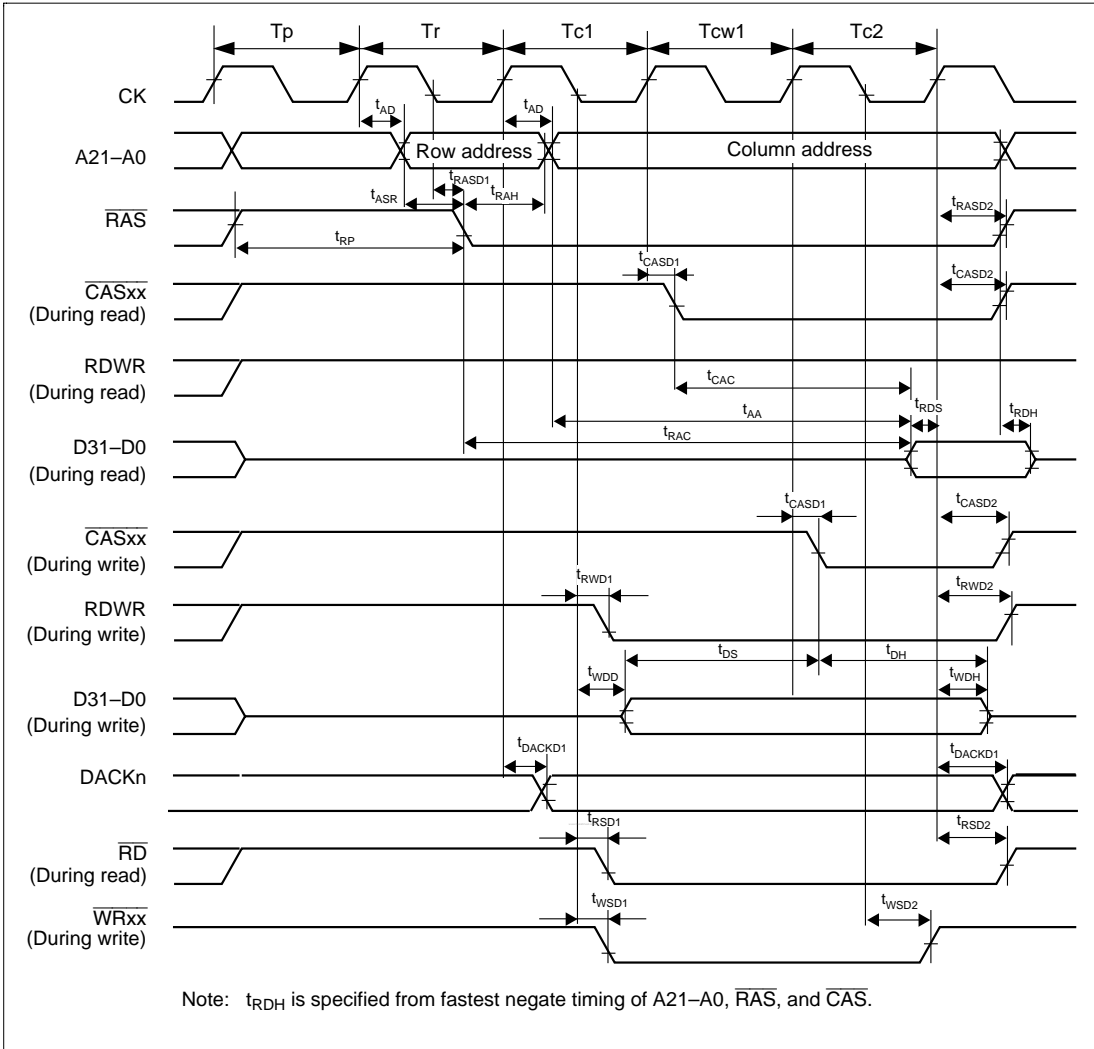 Tp Tr Tc1 Tcw1 Tc2
CK
tAD tAD
A21–A0 Row address Column address
tRASD1
tASR tRAH
RAS tRASD2
tRP
tCASD1
CASxx tCASD2
(During read)
RDWR
(During read) tCAC
tAA tRDS tRDH
tRAC
D31–D0
(During read)
tCASD1 tCASD2
CASxx
(During write)
tRWD1 tRWD2
RDWR
(During write)
tDS tDH
tWDD tWDH
D31–D0
(During write)
tDACKD1 tDACKD1
DACKn
tRSD1 tRSD2
RD
(During read)
tWSD1 tWSD2
WRxx
(During write)
Note: tRDH is specified from fastest negate timing of A21–A0, RAS, and CAS.